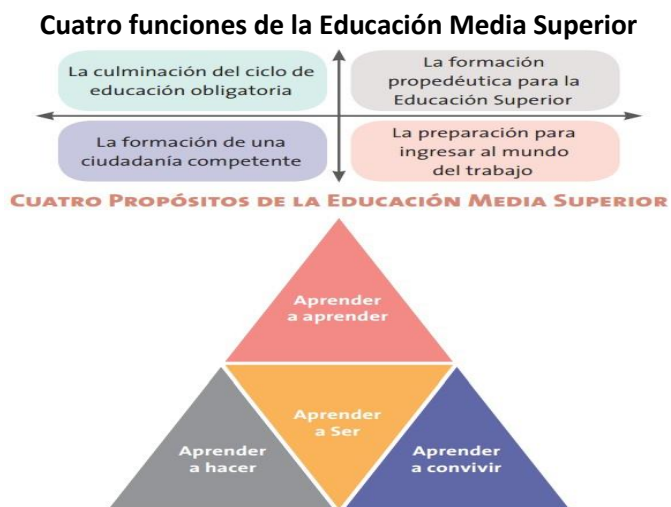 Cuatro funciones de la Educación Media Superior
La culminación del ciclo de
educación obligatoria
La formación
propedéutica para la
Educación Superior
La formación de una
ciudadanía competente
La preparación para
ingresar al mundo
del trabajo
CUATRO PROPÓSITOS DE LA EDUCACIÓN MEDIA SUPERIOR
Aprender
a aprender
Aprender
a Ser
Aprender
a hacer
Aprender
a convivir